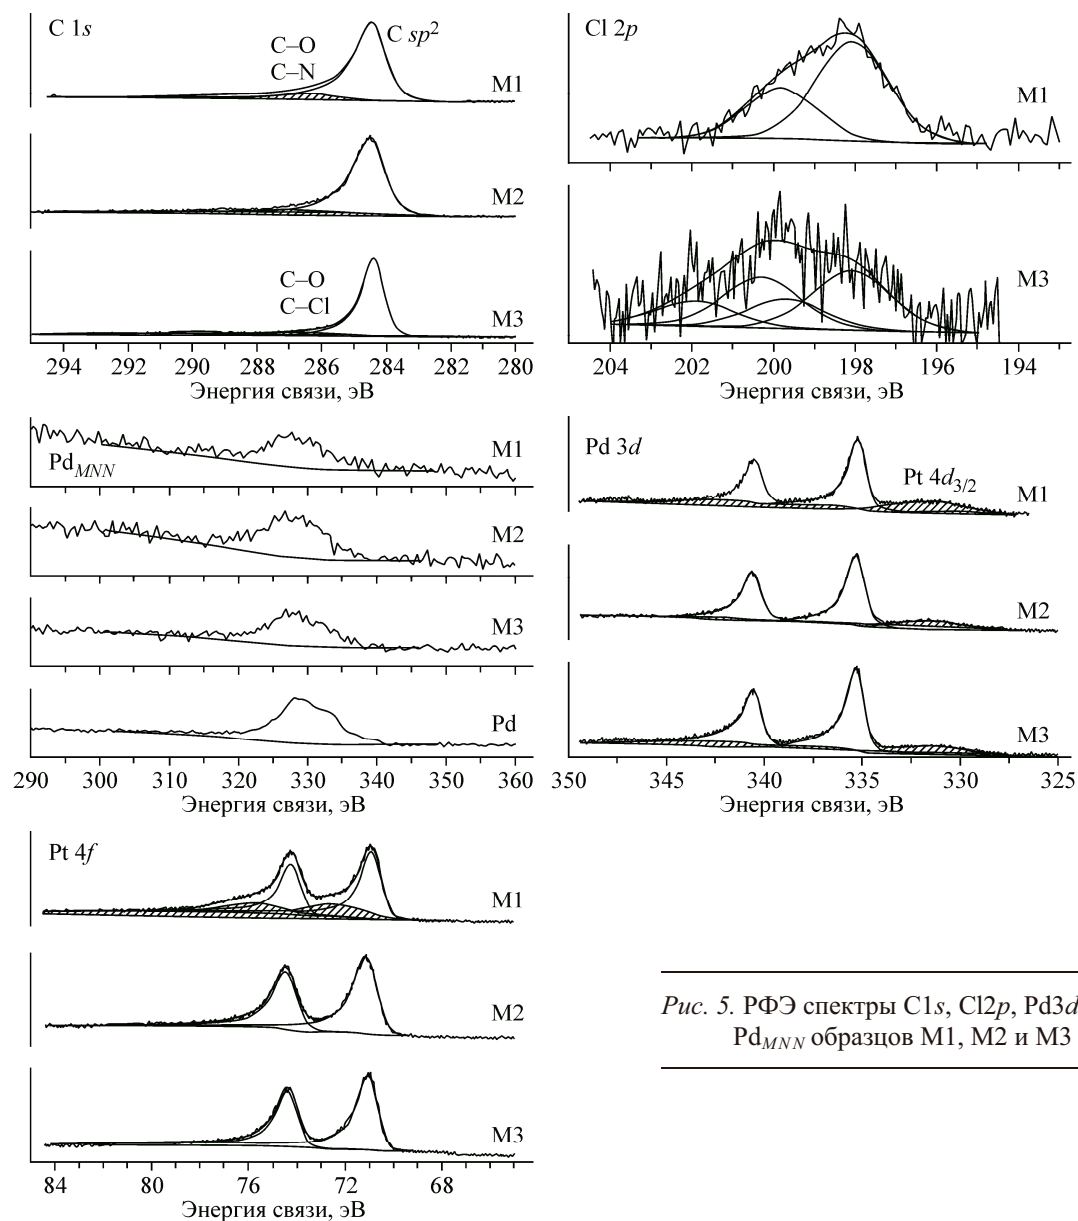 C 1s
C–O
C–N
C sp²
M1
M2
C–O
C–Cl
M3
294 292 290 288 286 284 282 280
Энергия связи, эВ
Cl 2p
M1
M3
204 202 200 198 196 194
Энергия связи, эВ
Pd_MNN
M1
M2
M3
Pd
290 300 310 320 330 340 350 360
Энергия связи, эВ
Pd 3d
Pt 4d_3/2
M1
M2
M3
350 345 340 335 330 325
Энергия связи, эВ
Pt 4f
M1
M2
M3
84 80 76 72 68
Энергия связи, эВ
Рис. 5. РФЭ спектры C1s, Cl2p, Pd3d
Pd_MNN образцов M1, M2 и M3